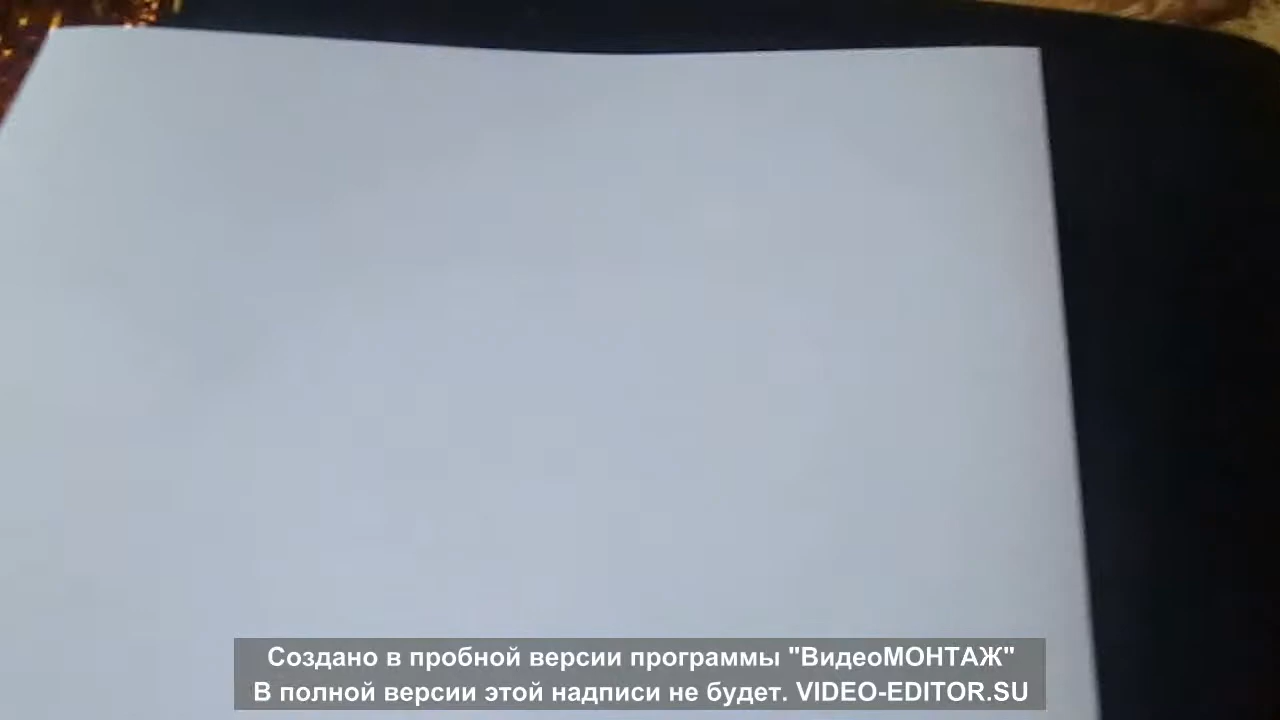 Создано в пробной версии программы "ВидеоМОНТАЖ"
В полной версии этой надписи не будет. VIDEO-EDITOR.SU